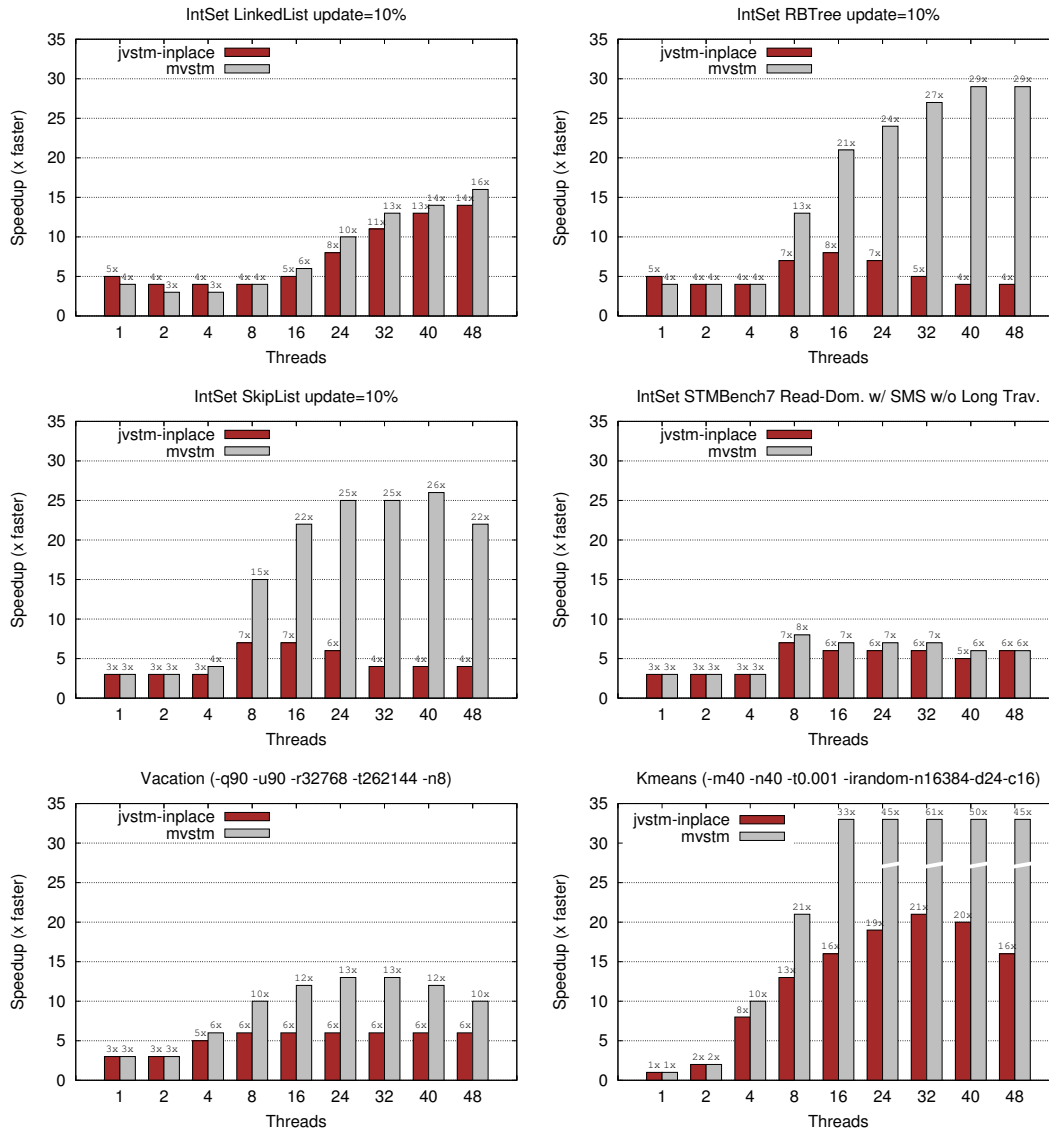 IntSet LinkedList update=10%
35
30
25
20
15
10
5
0
Speedup (x faster)
jvstm-inplace
mvstm
5x 4x 4x 3x 4x 3x 4x 4x 5x 6x 8x 10x 11x 13x 13x 14x 14x 16x
1 2 4 8 16 24 32 40 48
Threads
IntSet RBTree update=10%
35
30
25
20
15
10
5
0
Speedup (x faster)
jvstm-inplace
mvstm
5x 4x 4x 4x 4x 4x 7x 13x 8x 21x 7x 24x 5x 27x 4x 29x 4x 29x
1 2 4 8 16 24 32 40 48
Threads
IntSet SkipList update=10%
35
30
25
20
15
10
5
0
Speedup (x faster)
jvstm-inplace
mvstm
3x 3x 3x 3x 3x 4x 7x 15x 7x 22x 6x 25x 4x 25x 4x 26x 4x 22x
1 2 4 8 16 24 32 40 48
Threads
IntSet STMBench7 Read-Dom. w/ SMS w/o Long Trav.
35
30
25
20
15
10
5
0
Speedup (x faster)
jvstm-inplace
mvstm
3x 3x 3x 3x 3x 3x 7x 8x 6x 7x 6x 7x 6x 7x 5x 6x 6x 6x
1 2 4 8 16 24 32 40 48
Threads
Vacation (-q90 -u90 -r32768 -t262144 -n8)
35
30
25
20
15
10
5
0
Speedup (x faster)
jvstm-inplace
mvstm
3x 3x 3x 3x 5x 6x 6x 10x 6x 12x 6x 13x 6x 13x 6x 12x 6x 10x
1 2 4 8 16 24 32 40 48
Threads
Kmeans (-m40 -n40 -t0.001 -irandom-n16384-d24-c16)
35
30
25
20
15
10
5
0
Speedup (x faster)
jvstm-inplace
mvstm
1x 1x 2x 2x 8x 10x 13x 21x 16x 33x 19x 45x 21x 61x 20x 50x 16x 45x
1 2 4 8 16 24 32 40 48
Threads